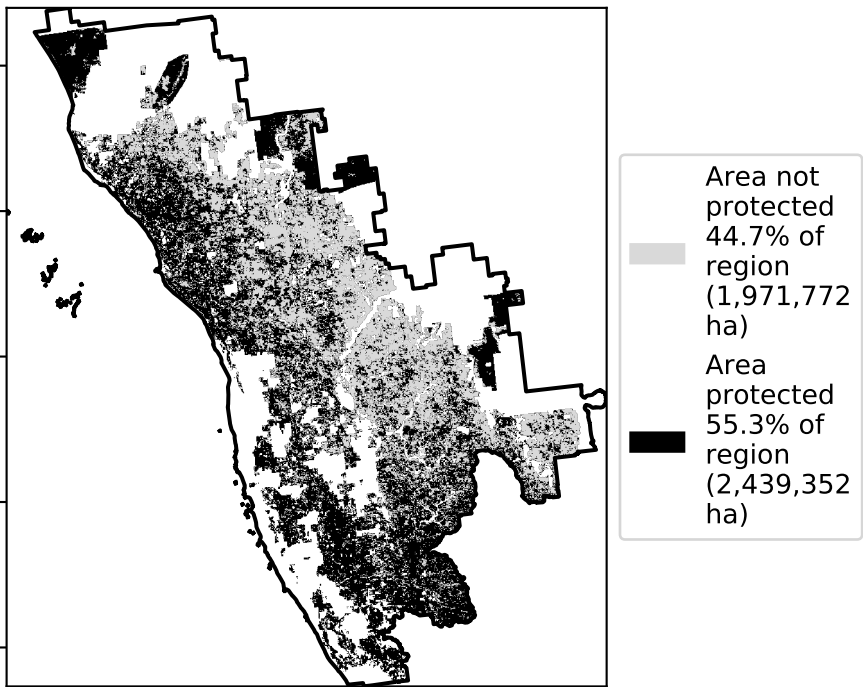 Area not
protected
44.7% of
region
(1,971,772
ha)
Area
protected
55.3% of
region
(2,439,352
ha)